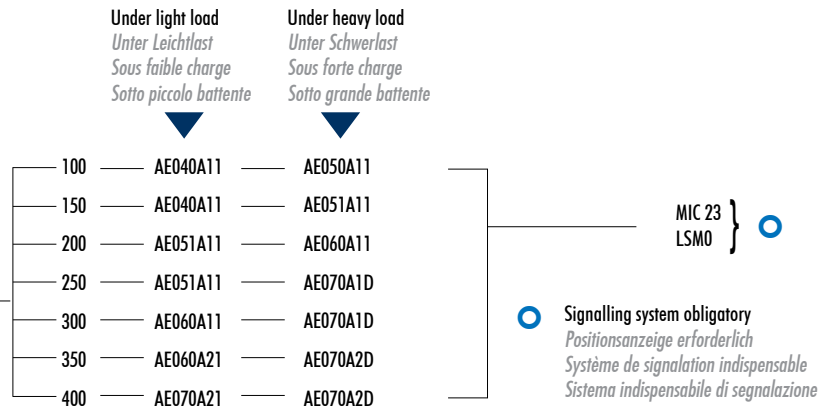 Under light load
Unter Leichtlast
Sous faible charge
Sotto piccolo battente
Under heavy load
Unter Schwerlast
Sous forte charge
Sotto grande battente
100 AE040A11 AE050A11
150 AE040A11 AE051A11
200 AE051A11 AE060A11
250 AE051A11 AE070A1D
300 AE060A11 AE070A1D
350 AE060A21 AE070A2D
400 AE070A21 AE070A2D
MIC 23
LSM0
Signalling system obligatory
Positionsanzeige erforderlich
Système de signalation indispensable
Sistema indispensabile di segnalazione